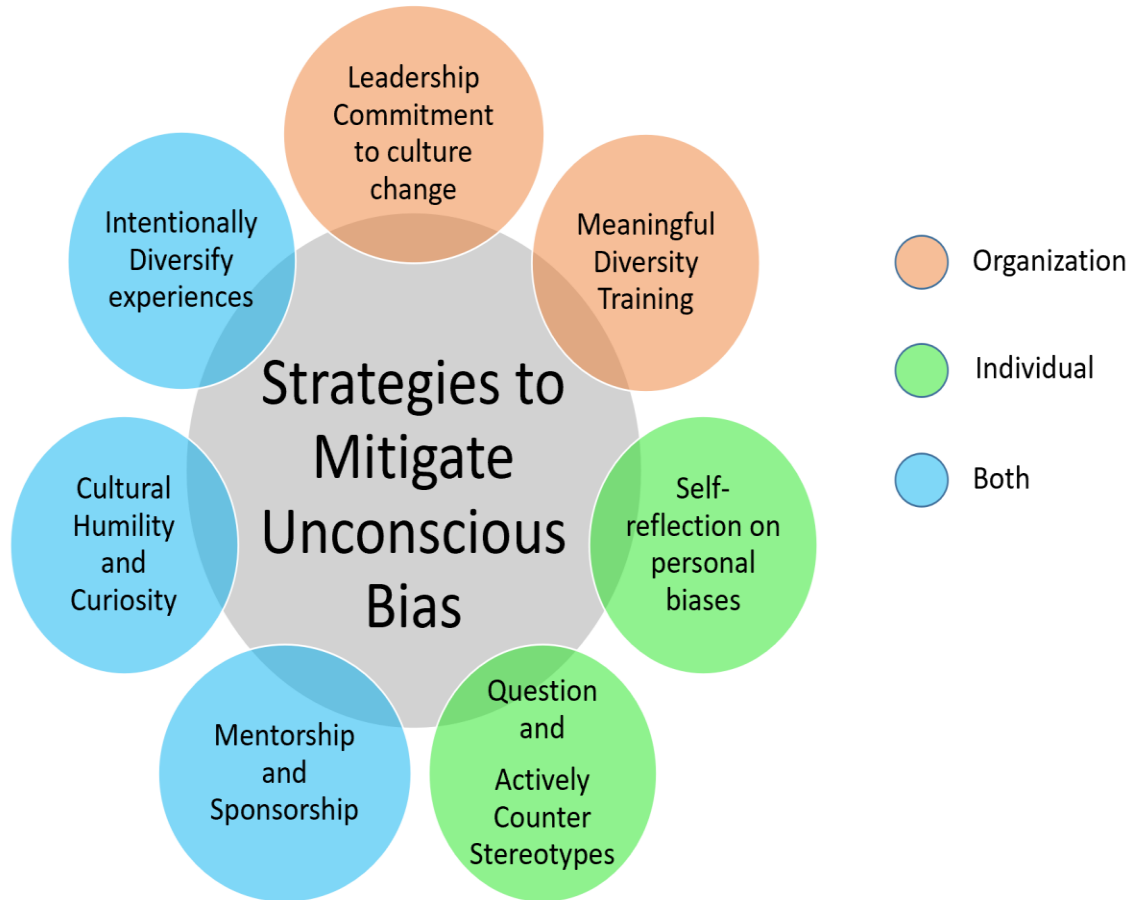 Leadership
Commitment
to culture
change
Meaningful
Diversity
Training
Self-
reflection on
personal
biases
Question
and
Actively
Counter
Stereotypes
Mentorship
and
Sponsorship
Cultural
Humility
and
Curiosity
Intentionally
Diversify
experiences
Strategies to
Mitigate
Unconscious
Bias
Organization
Individual
Both